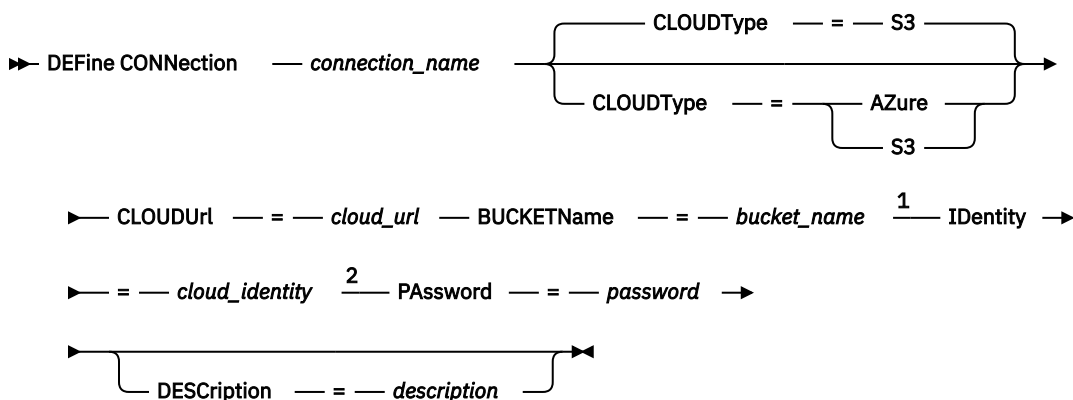 CLOUDType = S3
DEFine CONNection connection_name
CLOUDType = AZure
S3
CLOUDUrl = cloud_url BUCKETName = bucket_name 1 IDentity
= cloud_identity 2 PAssword = password
DESCription = description